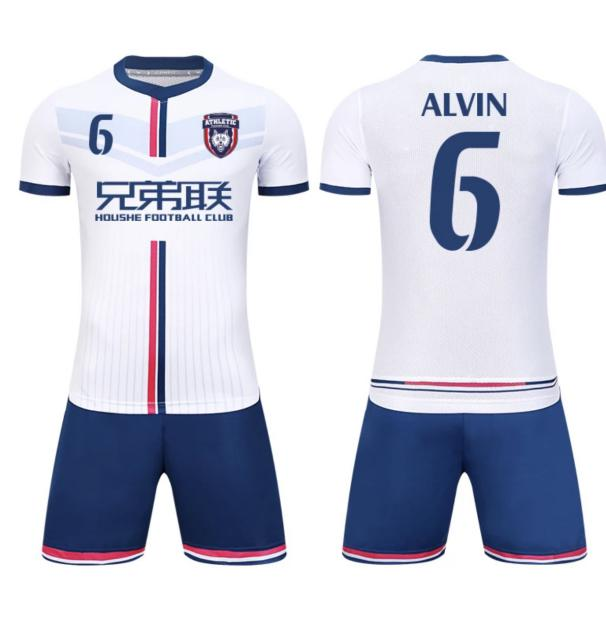 6
ATHLETIC
兄弟联
HOUSHE FOOTBALL CLUB
ALVIN
6